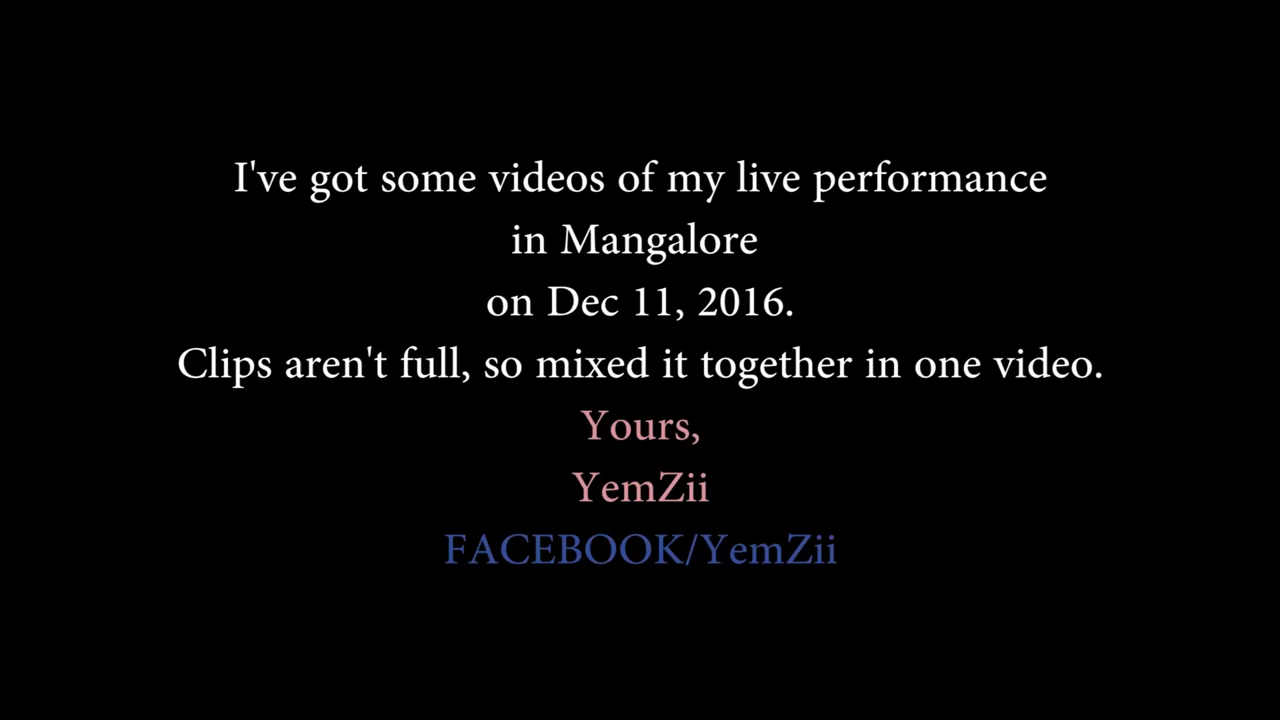 I've got some videos of my live performance
in Mangalore
on Dec 11, 2016.
Clips aren't full, so mixed it together in one video.
Yours,
YemZii
FACEBOOK/YemZii